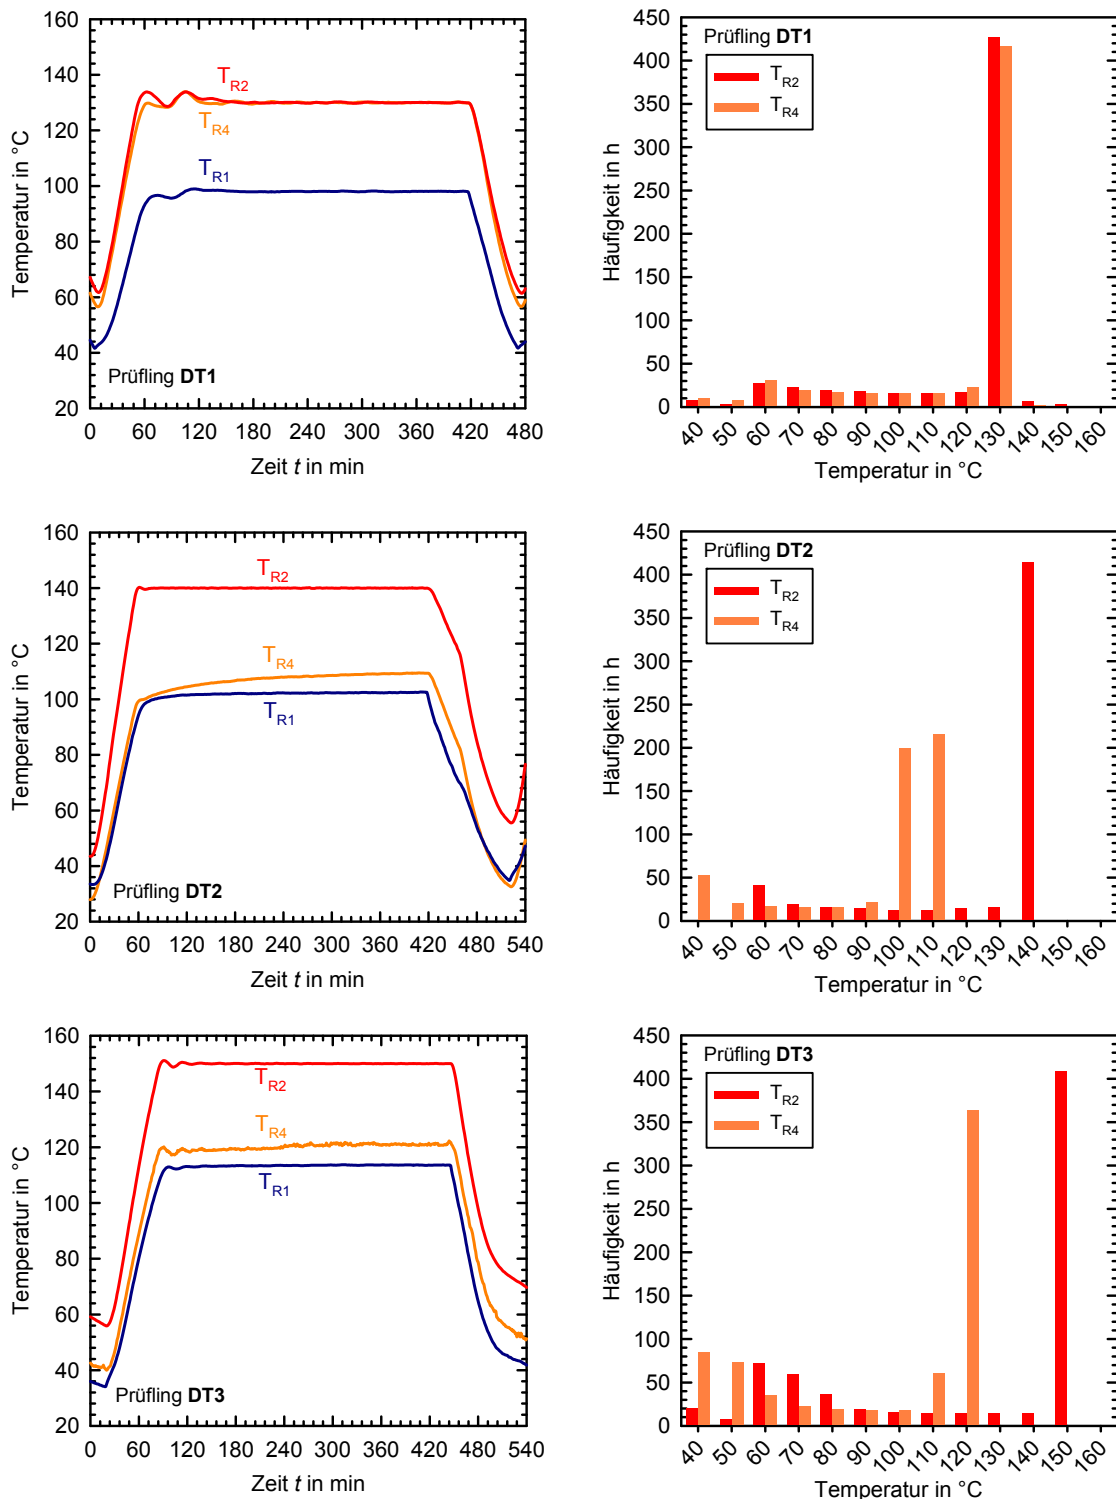 160
140
120
100
80
60
40
20
Temperatur in °C
T_R2
T_R4
T_R1
Prüfling DT1
0 60 120 180 240 300 360 420 480
Zeit t in min
450
400
350
300
250
200
150
100
50
0
Häufigkeit in h
Prüfling DT1
T_R2
T_R4
40 50 60 70 80 90 100 110 120 130 140 150 160
Temperatur in °C
160
140
120
100
80
60
40
20
Temperatur in °C
T_R2
T_R4
T_R1
Prüfling DT2
0 60 120 180 240 300 360 420 480 540
Zeit t in min
450
400
350
300
250
200
150
100
50
0
Häufigkeit in h
Prüfling DT2
T_R2
T_R4
40 50 60 70 80 90 100 110 120 130 140 150 160
Temperatur in °C
160
140
120
100
80
60
40
20
Temperatur in °C
T_R2
T_R4
T_R1
Prüfling DT3
0 60 120 180 240 300 360 420 480 540
Zeit t in min
450
400
350
300
250
200
150
100
50
0
Häufigkeit in h
Prüfling DT3
T_R2
T_R4
40 50 60 70 80 90 100 110 120 130 140 150 160
Temperatur in °C